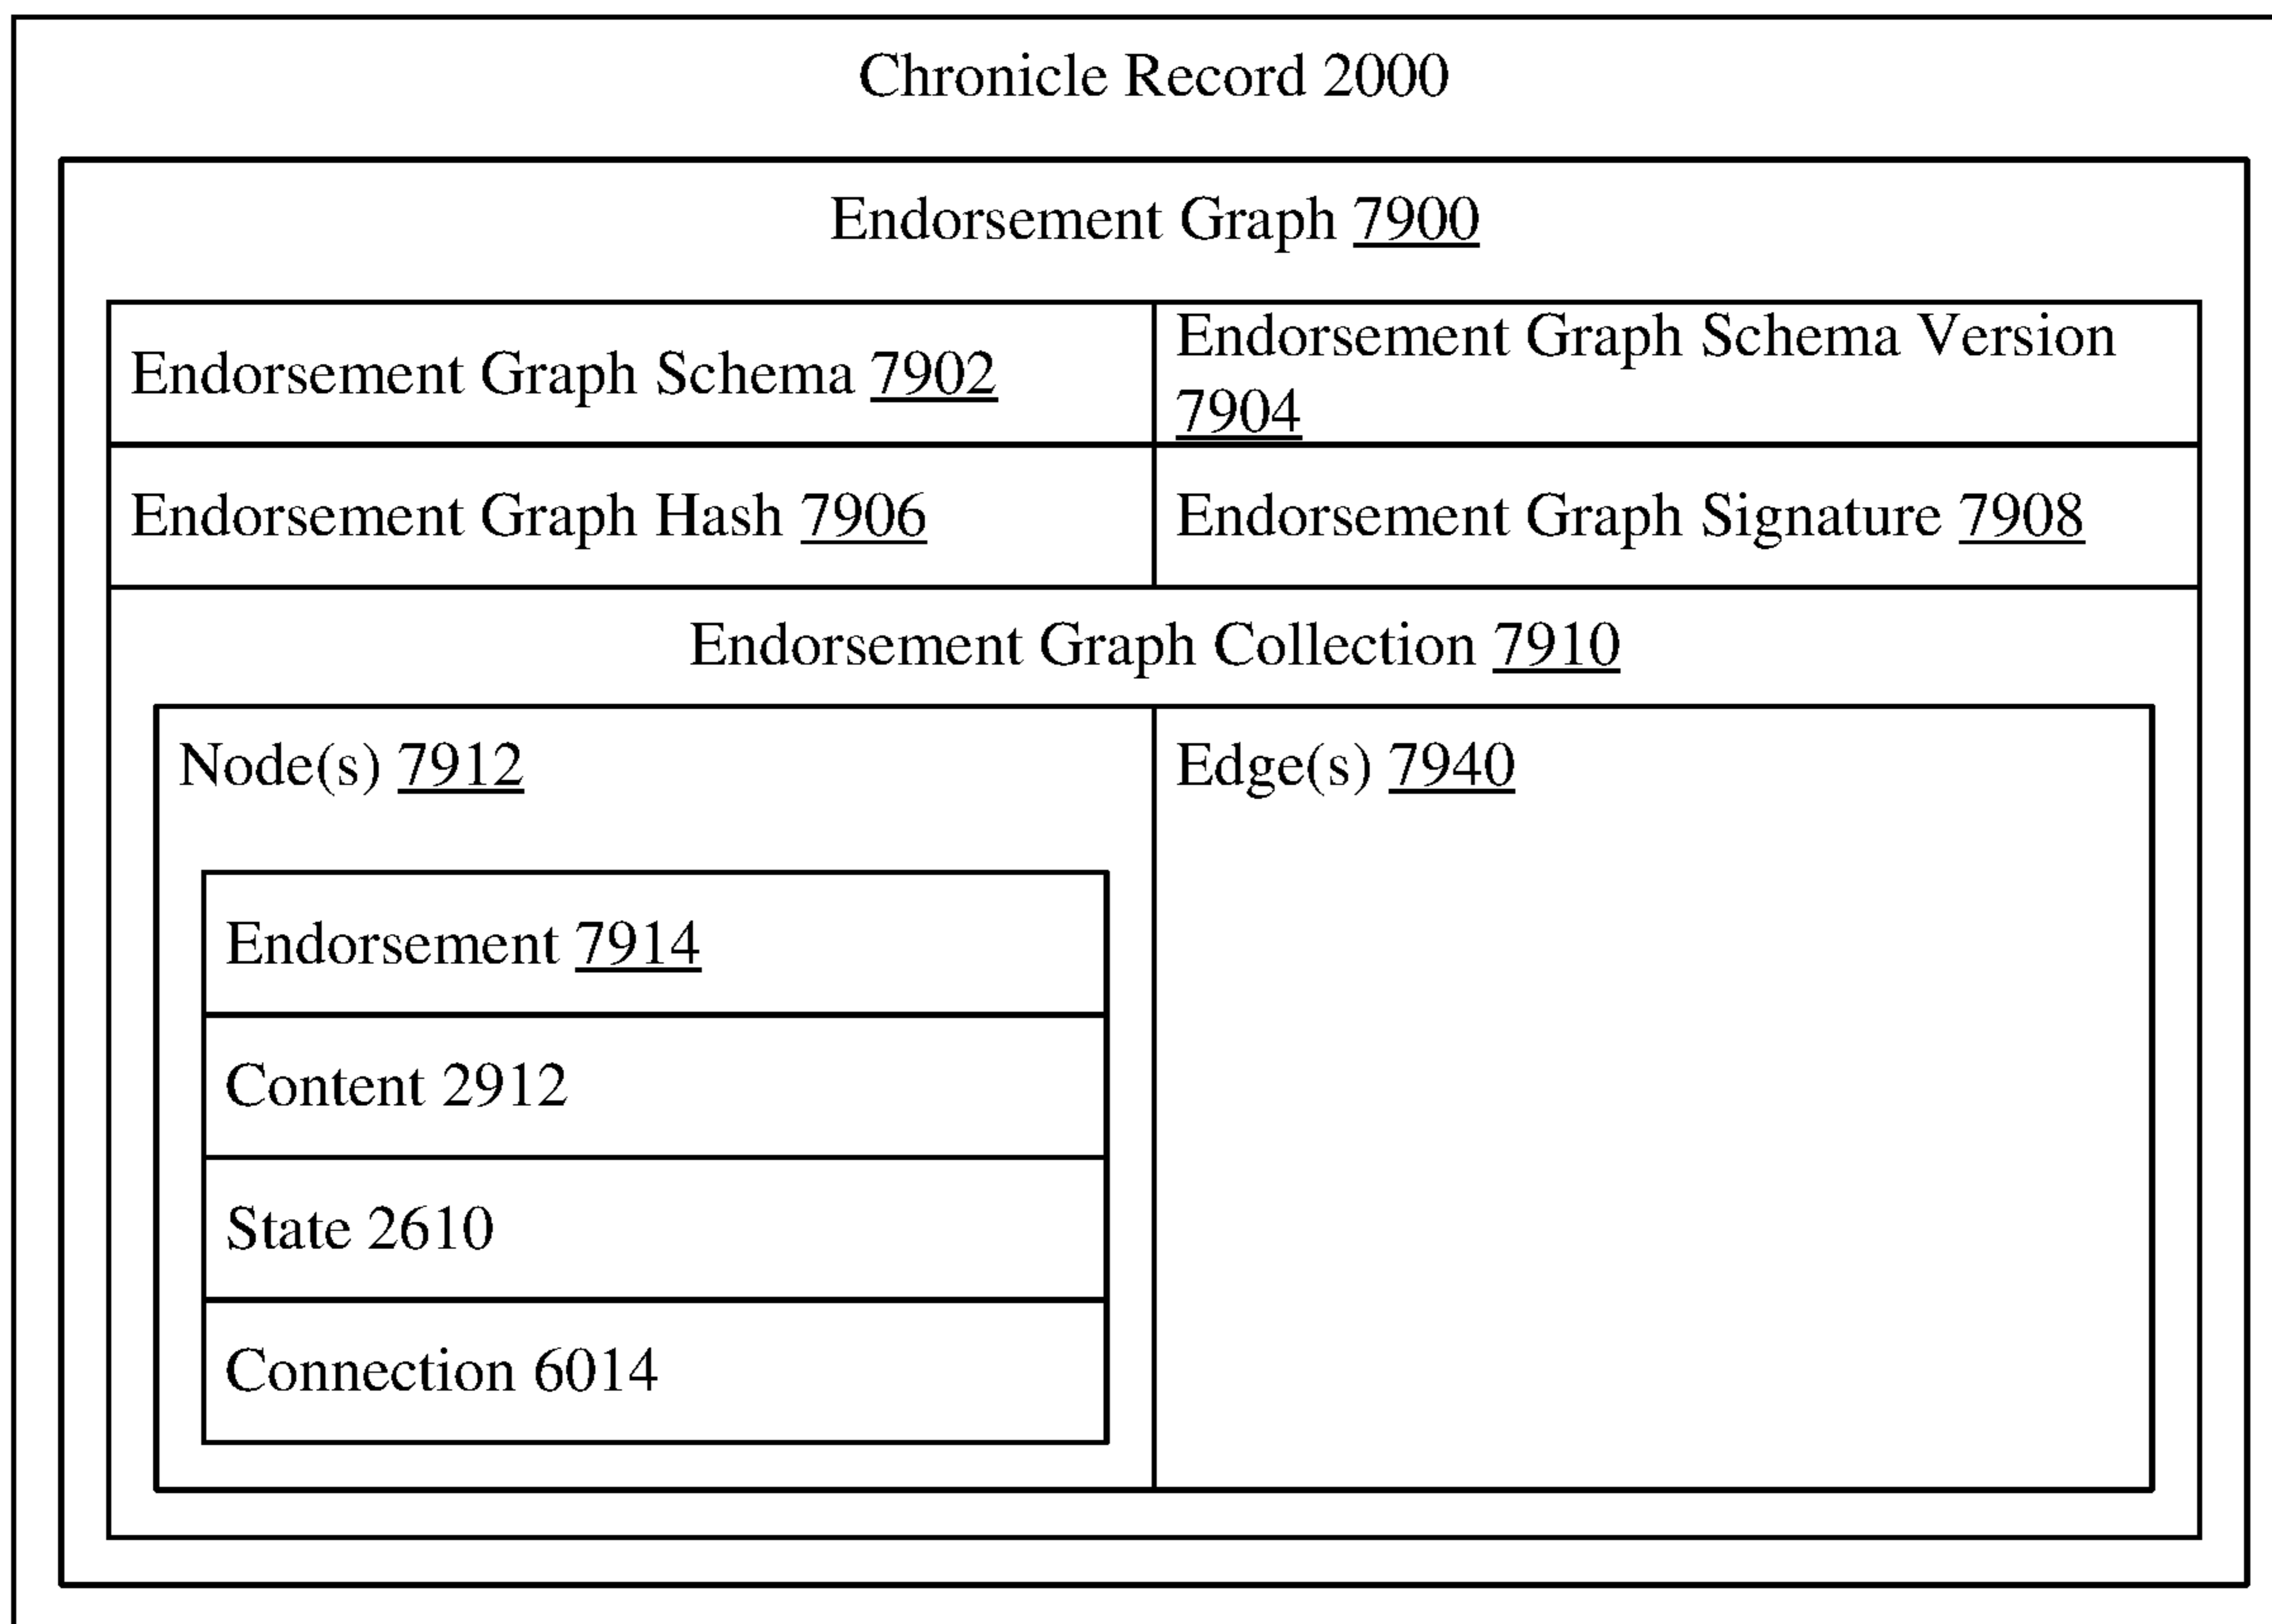 Chronicle Record 2000
Endorsement Graph 7900
Endorsement Graph Schema 7902
Endorsement Graph Schema Version
7904
Endorsement Graph Hash 7906
Endorsement Graph Signature 7908
Endorsement Graph Collection 7910
Node(s) 7912
Edge(s) 7940
Endorsement 7914
Content 2912
State 2610
Connection 6014